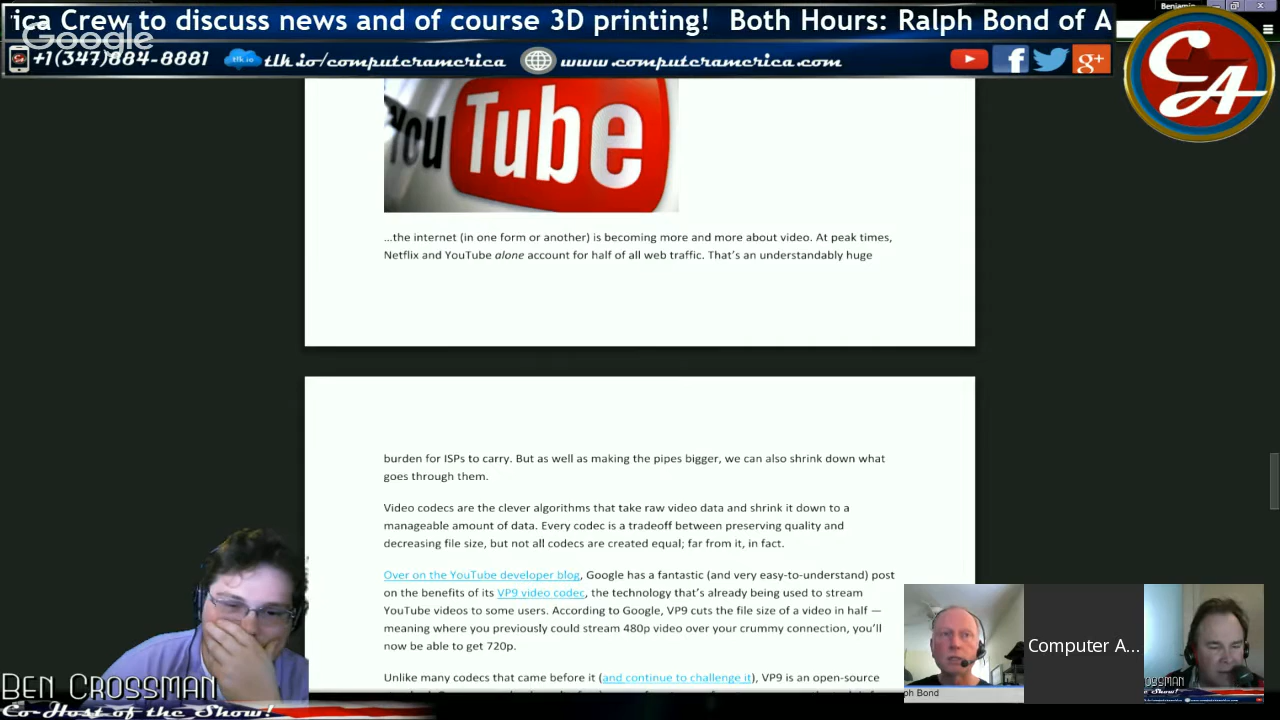 ica Crew to discuss news and of course 3D printing!  Both Hours: Ralph Bond of A
Benjamin
Google
+1(347)884-8881
tlk.io
tlk.io/computeramerica
www.computeramerica.com
f
g+
CA
You Tube
...the internet (in one form or another) is becoming more and more about video. At peak times,
Netflix and YouTube alone account for half of all web traffic. That's an understandably huge
burden for ISPs to carry. But as well as making the pipes bigger, we can also shrink down what
goes through them.
Video codecs are the clever algorithms that take raw video data and shrink it down to a
manageable amount of data. Every codec is a tradeoff between preserving quality and
decreasing file size, but not all codecs are created equal; far from it, in fact.
Over on the YouTube developer blog, Google has a fantastic (and very easy-to-understand) post
on the benefits of its VP9 video codec, the technology that's already being used to stream
YouTube videos to some users. According to Google, VP9 cuts the file size of a video in half —
meaning where you previously could stream 480p video over your crummy connection, you'll
now be able to get 720p.
Unlike many codecs that came before it (and continue to challenge it), VP9 is an open-source
Ben Crossman
Co-Host of the Show!
ph Bond
Computer A...
ossman